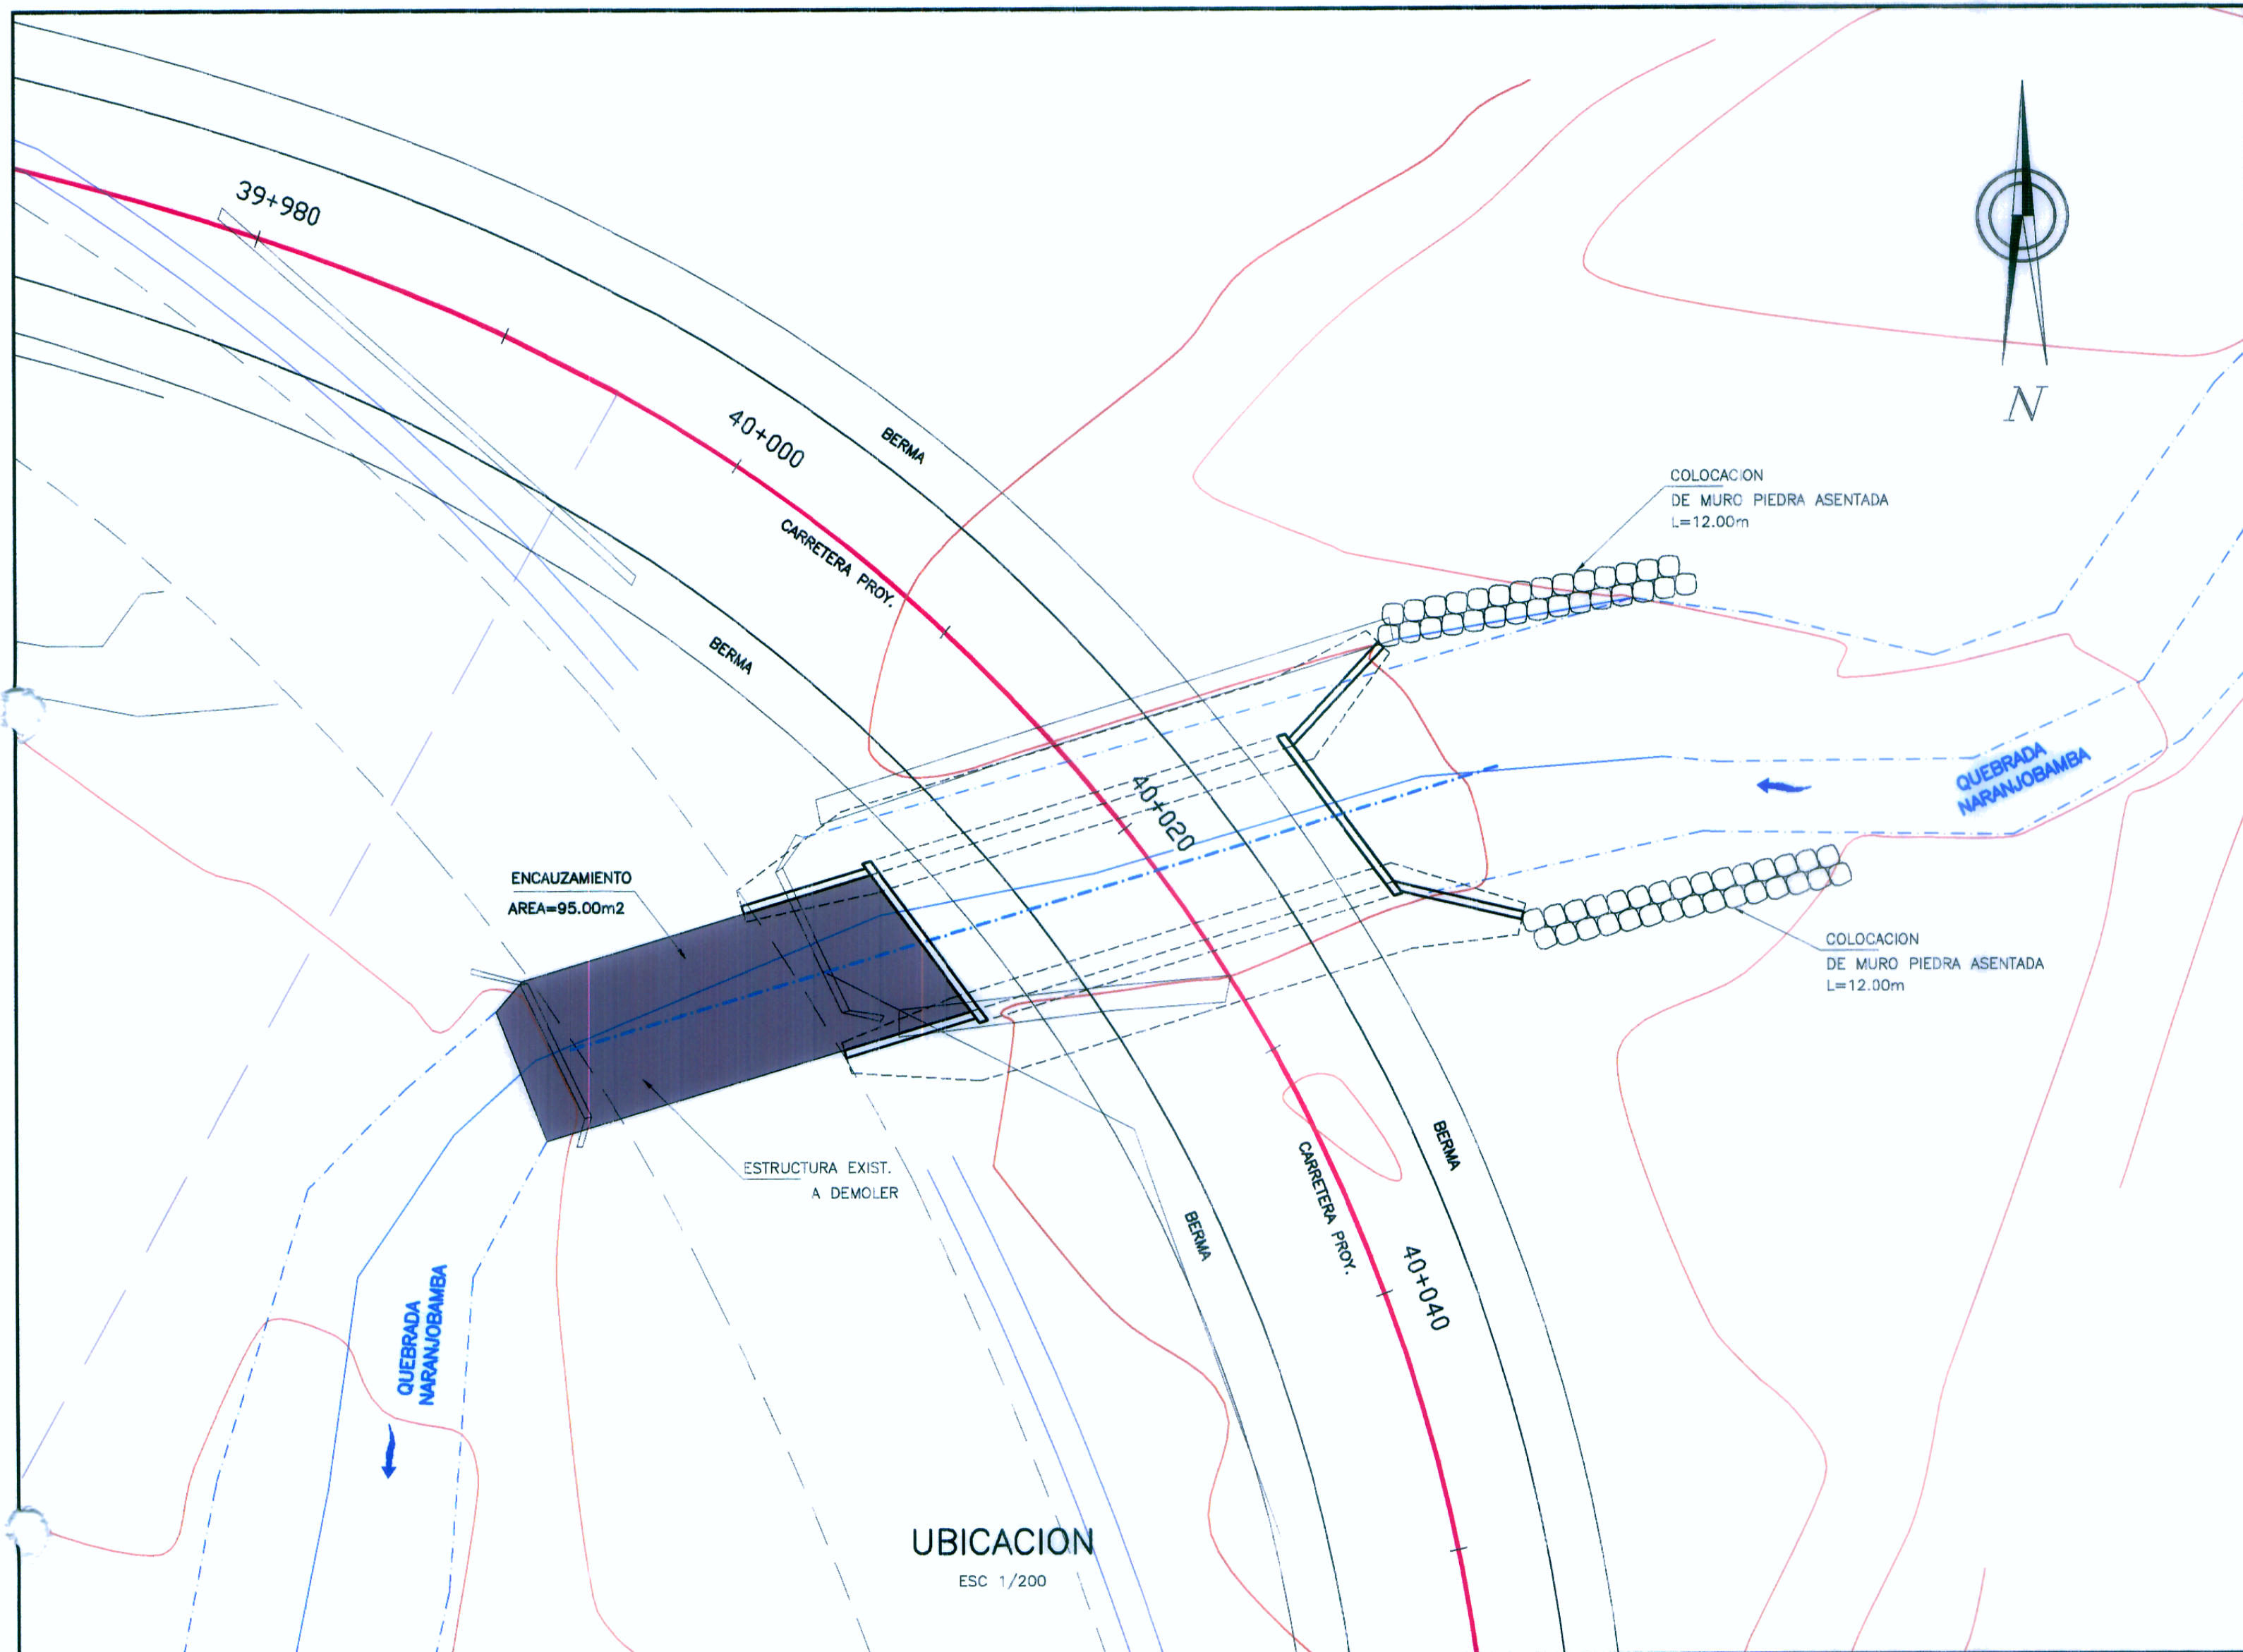 39+980
40+000
BERMA
CARRETERA PROY.
BERMA
N
COLOCACION
DE MURO PIEDRA ASENTADA
L=12.00m
40+020
QUEBRADA
NARANJOBAMBA
ENCAUZAMIENTO
AREA=95.00m2
COLOCACION
DE MURO PIEDRA ASENTADA
L=12.00m
ESTRUCTURA EXIST.
A DEMOLER
BERMA
CARRETERA PROY.
BERMA
40+040
QUEBRADA
NARANJOBAMBA
UBICACION
ESC 1/200